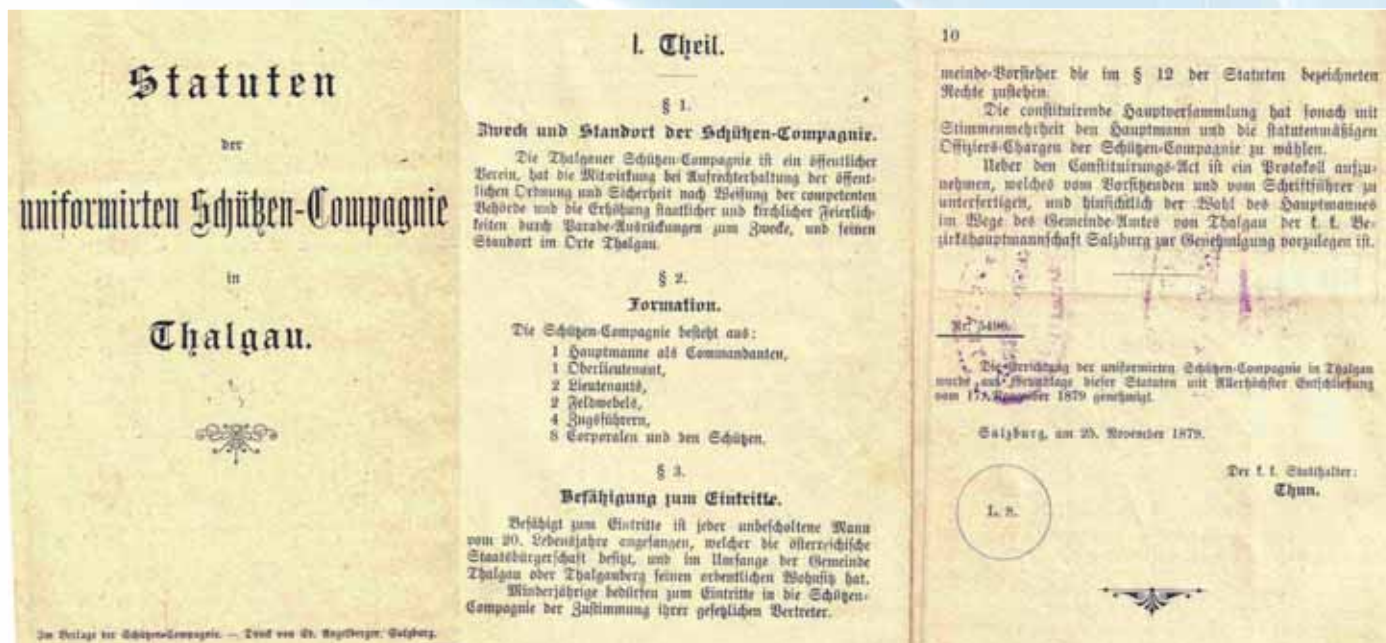 Statuten
der
uniformirten Schützen-Compagnie
in
Thalgau.
Im Verlage der Schützen-Compagnie. — Druck von Ed. Angelberger, Salzburg.
I. Theil.
§ 1.
Zweck und Standort der Schützen-Compagnie.
Die Thalgauer Schützen-Compagnie ist ein öffentlicher
Verein, hat die Mitwirkung bei Aufrechterhaltung der öffent-
lichen Ordnung und Sicherheit nach Weisung der competenten
Behörde und die Erhöhung staatlicher und kirchlicher Feierlich-
keiten durch Parade-Ausrückungen zum Zwecke, und seinen
Standort im Orte Thalgau.
§ 2.
Formation.
Die Schützen-Compagnie besteht aus:
1 Hauptmanne als Commandanten,
1 Oberlieutenant,
2 Lieutenants,
2 Feldwebels,
4 Zugsführern,
8 Corporalen und den Schützen.
§ 3.
Befähigung zum Eintritte.
Befähigt zum Eintritte ist jeder unbescholtene Mann
vom 20. Lebensjahre angefangen, welcher die österreichische
Staatsbürgerschaft besitzt, und im Umfange der Gemeinde
Thalgau oder Thalgauberg seinen ordentlichen Wohnsitz hat.
Minderjährige bedürfen zum Eintritte in die Schützen-
Compagnie der Zustimmung ihrer gesetzlichen Vertreter.
10
meinde-Vorsteher die im § 12 der Statuten bezeichneten
Rechte zustehen.
Die constituirende Hauptversammlung hat sonach mit
Stimmenmehrheit den Hauptmann und die statutenmäßigen
Offiziers-Chargen der Schützen-Compagnie zu wählen.
Ueber den Constituirungs-Act ist ein Protokoll aufzu-
nehmen, welches vom Vorsitzenden und vom Schriftführer zu
unterfertigen, und hinsichtlich der Wahl des Hauptmannes
im Wege des Gemeinde-Amtes von Thalgau der k. k. Be-
zirkshauptmannschaft Salzburg zur Genehmigung vorzulegen ist.
Nr. 5496.
Die Errichtung der uniformirten Schützen-Compagnie in Thalgau
wurde auf Grundlage dieser Statuten mit Allerhöchster Entschließung
vom 17. November 1879 genehmigt.
Salzburg, am 25. November 1879.
Der k. k. Statthalter:
Thun.
L. S.